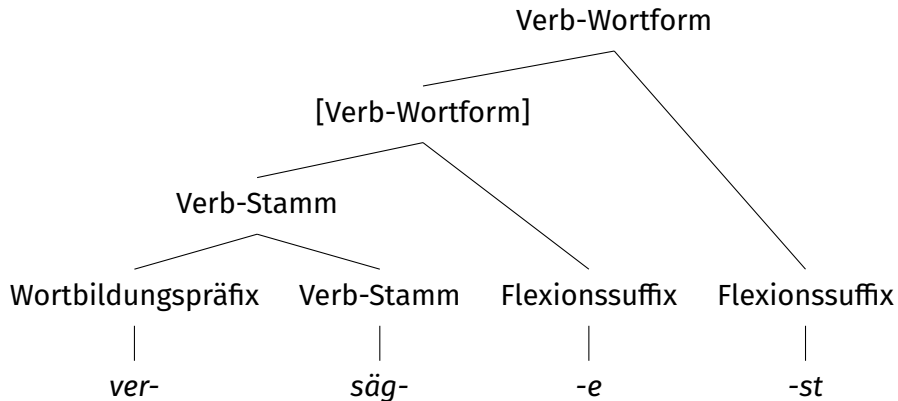 Verb-Wortform
[Verb-Wortform]
Verb-Stamm
Wortbildungspräfix Verb-Stamm Flexionssuffix Flexionssuffix
ver- säg- -e -st